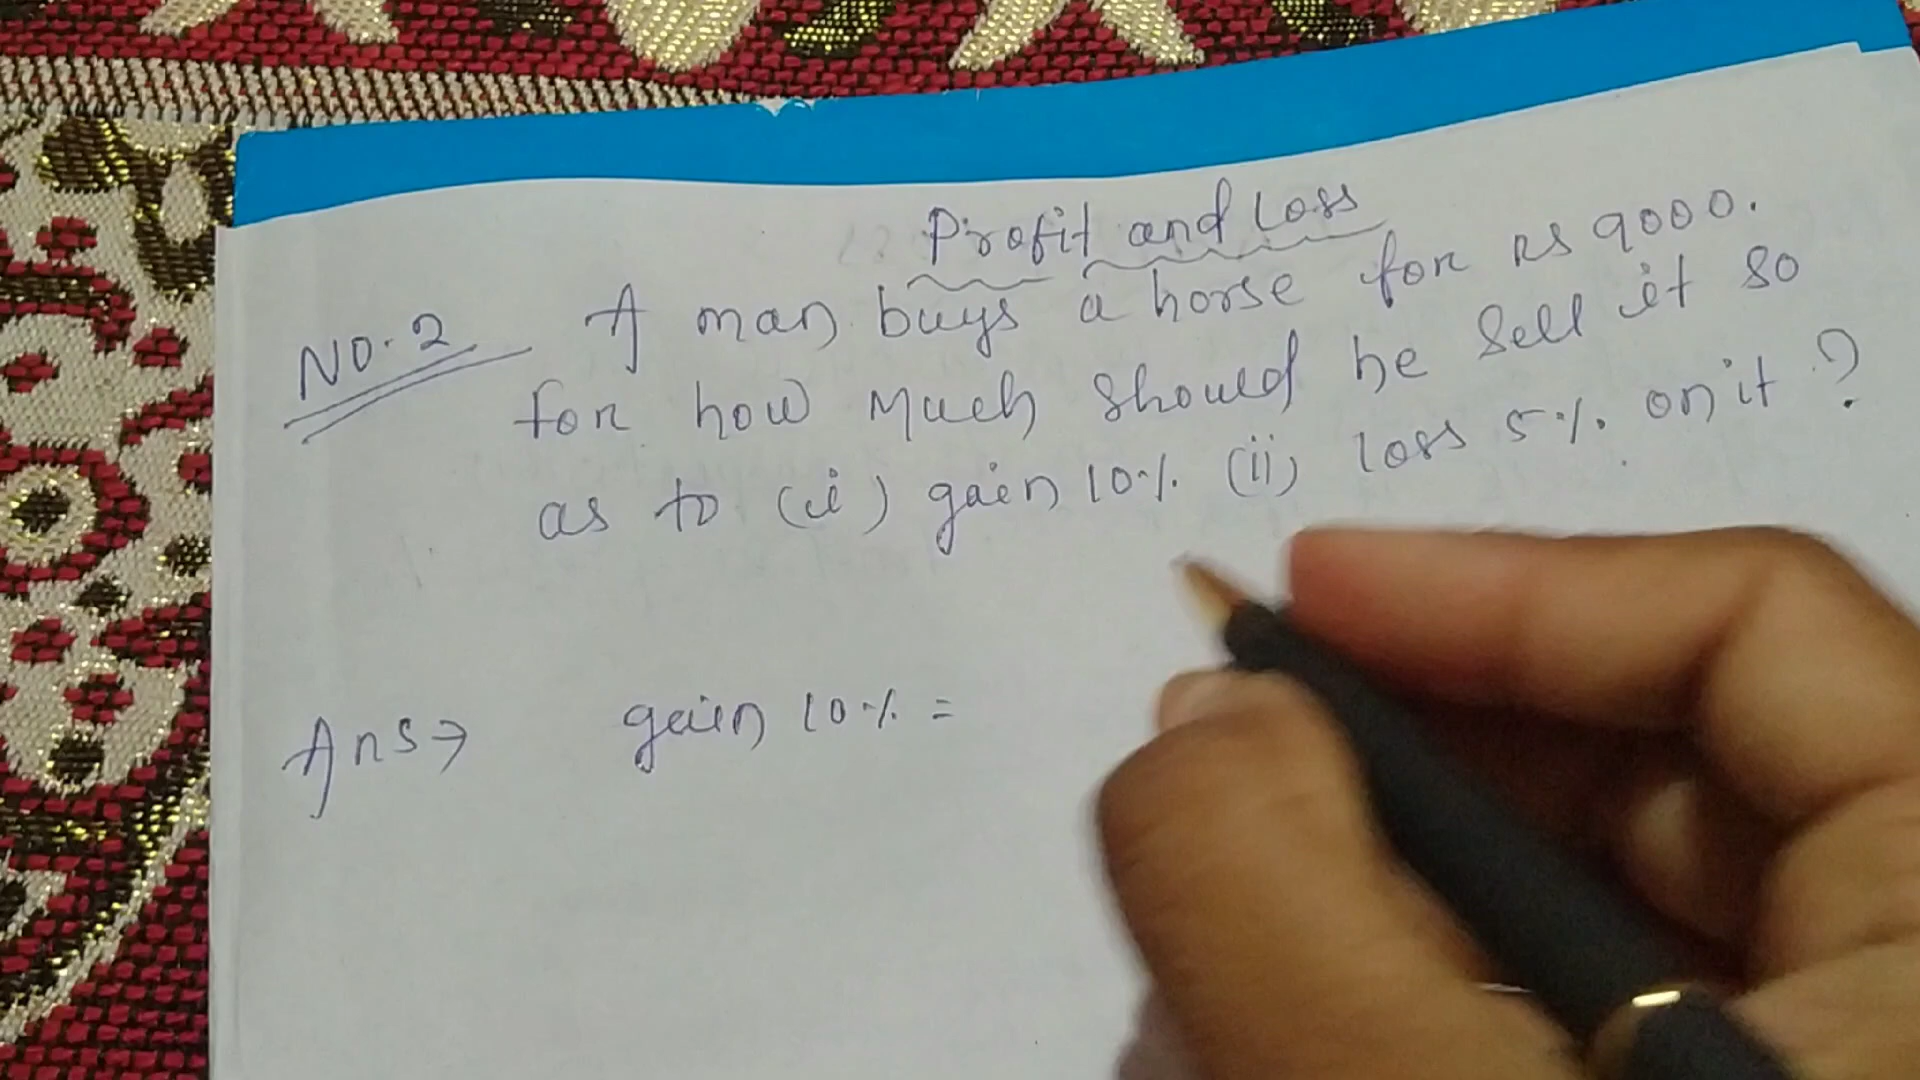 Profit and Loss
NO.2 A man buys a horse for rs 9000.
for how much should he sell it so
as to (i) gain 10% (ii) loss 5% on it ?
Ans→ gain 10% =